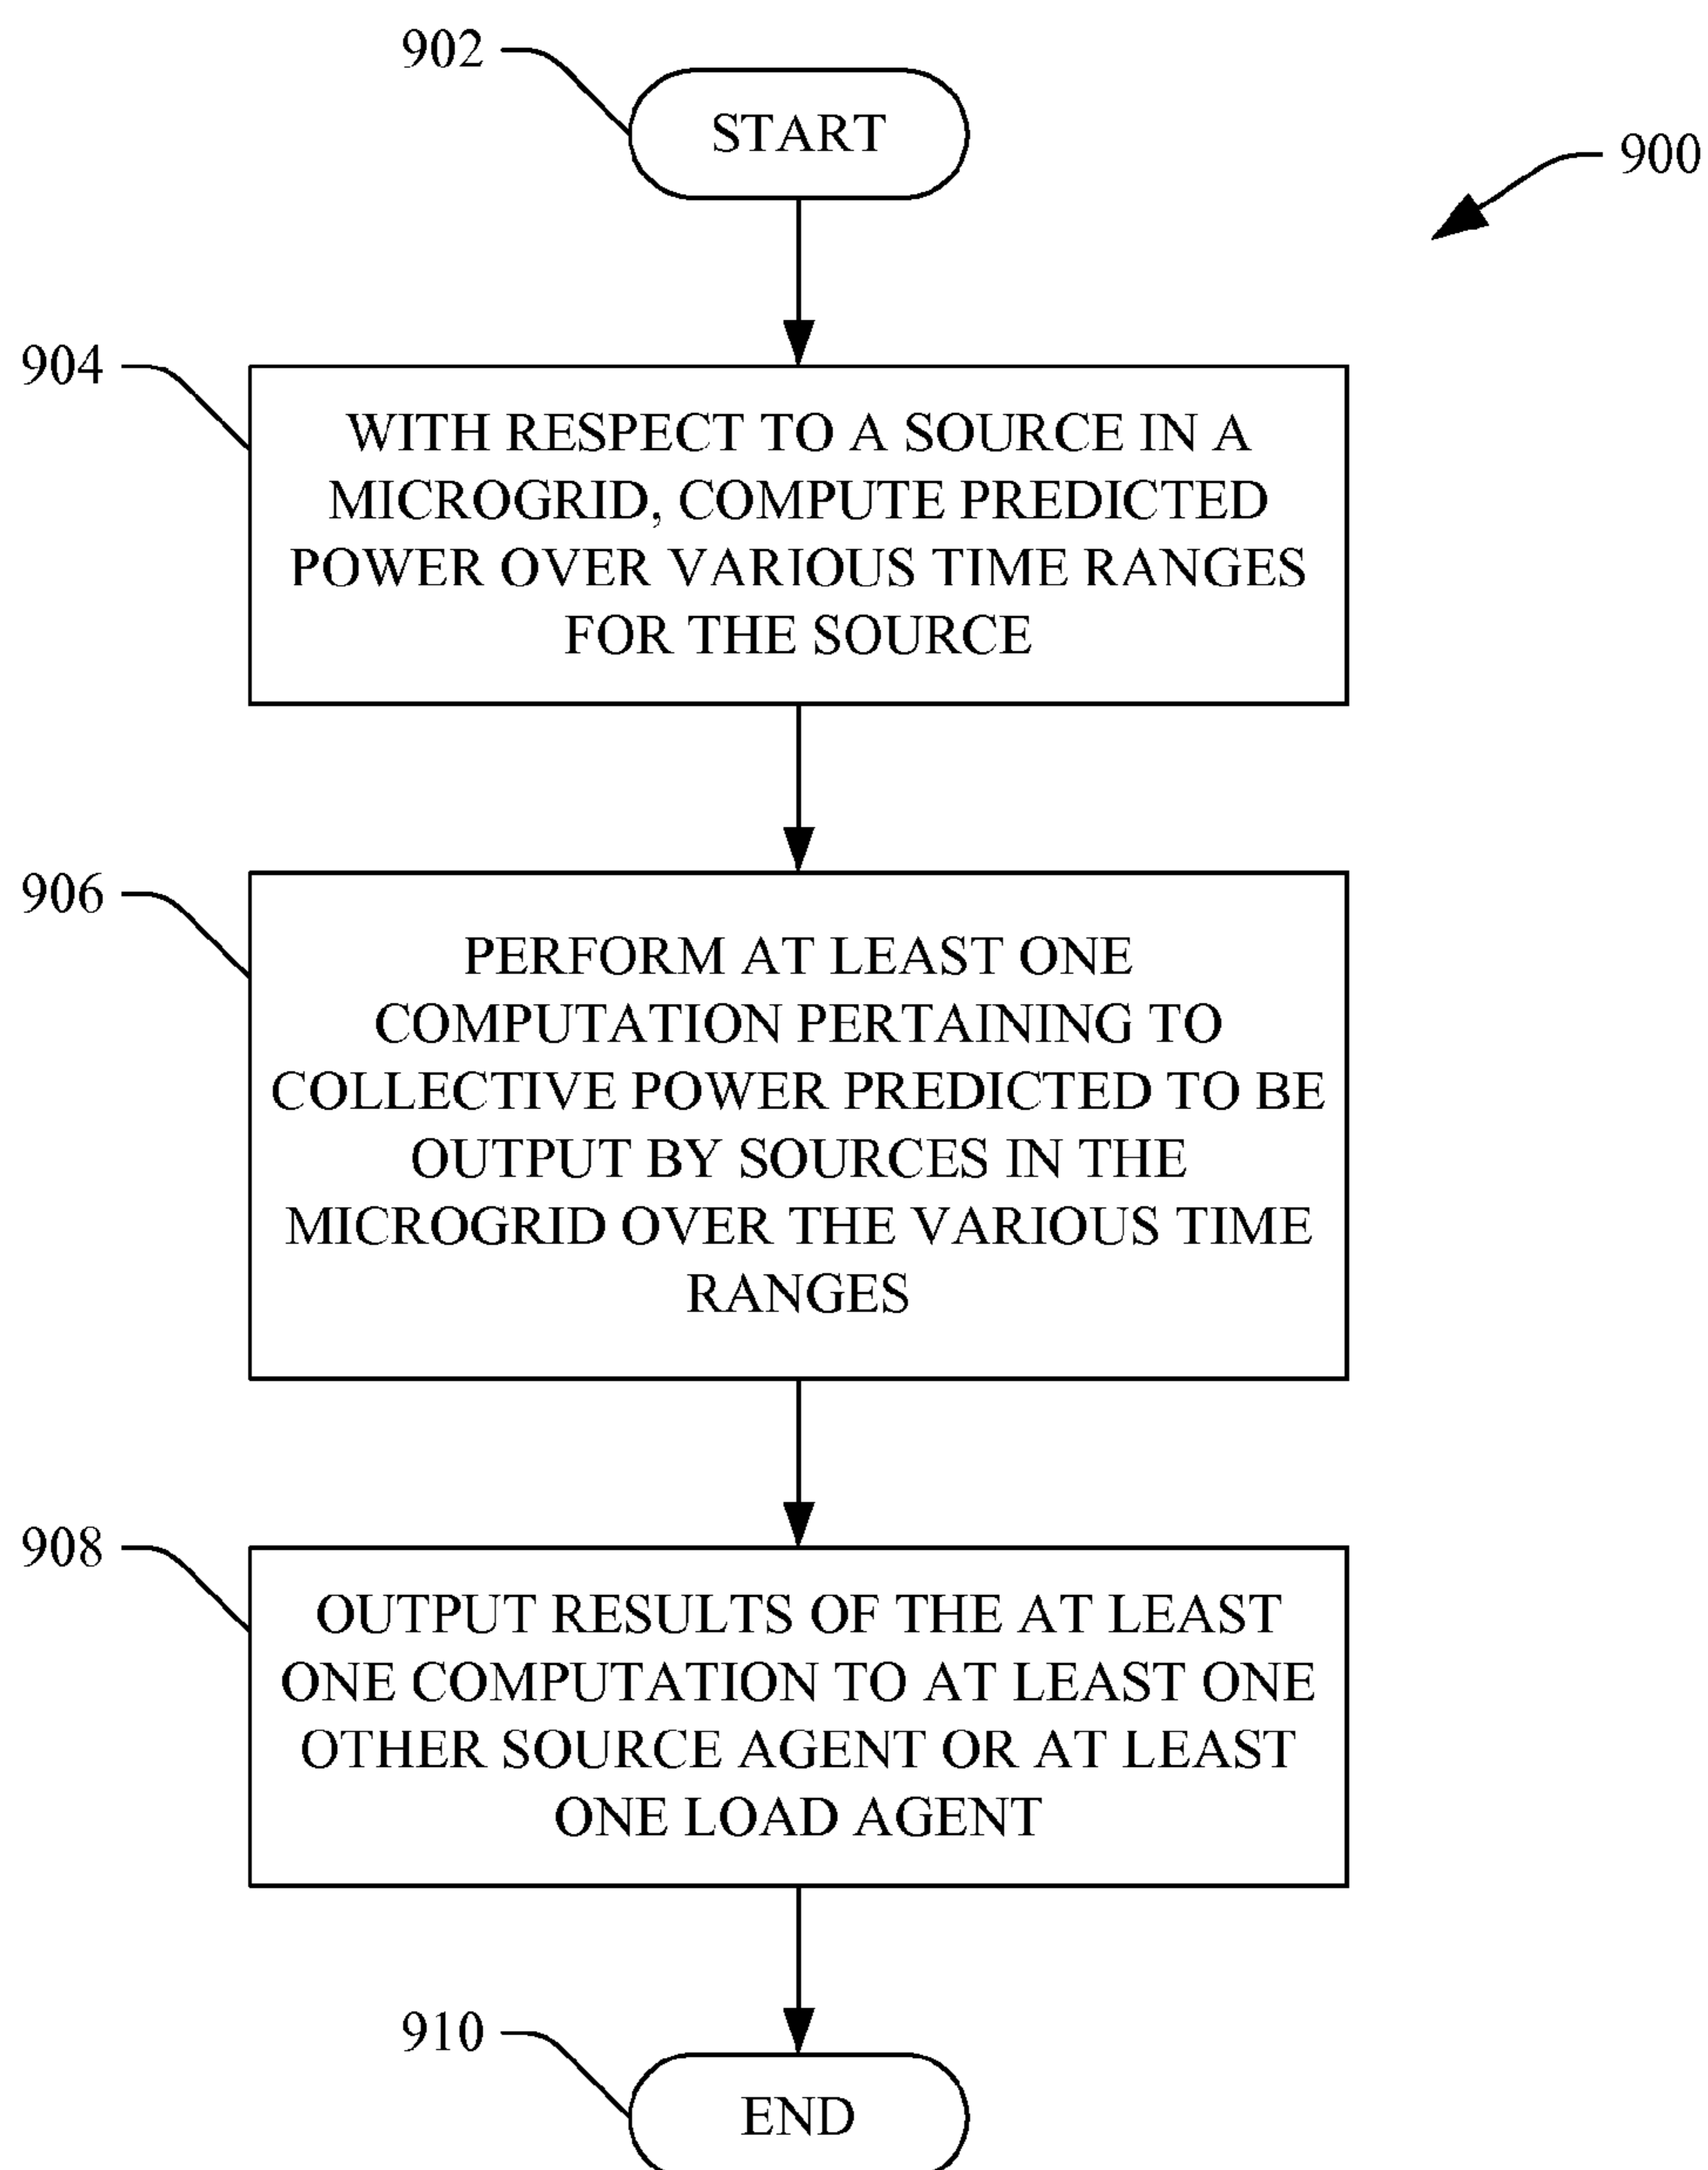 902
START
900
904
WITH RESPECT TO A SOURCE IN A
MICROGRID, COMPUTE PREDICTED
POWER OVER VARIOUS TIME RANGES
FOR THE SOURCE
906
PERFORM AT LEAST ONE
COMPUTATION PERTAINING TO
COLLECTIVE POWER PREDICTED TO BE
OUTPUT BY SOURCES IN THE
MICROGRID OVER THE VARIOUS TIME
RANGES
908
OUTPUT RESULTS OF THE AT LEAST
ONE COMPUTATION TO AT LEAST ONE
OTHER SOURCE AGENT OR AT LEAST
ONE LOAD AGENT
910
END